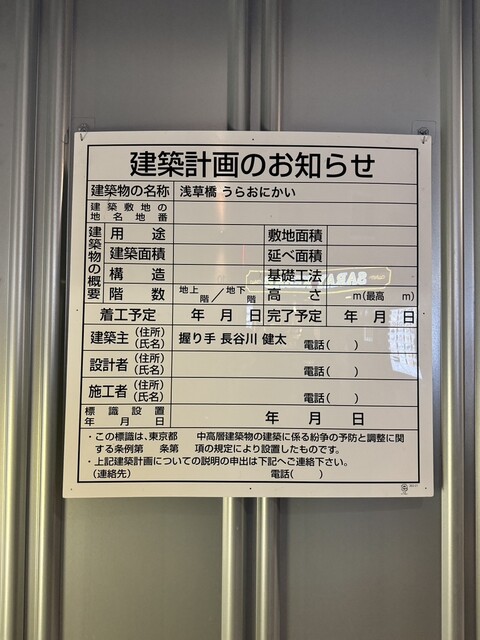 建築計画のお知らせ
建築物の名称 浅草橋 うらおにかい
建築敷地の
地名地番
建築物の概要
用途 敷地面積
建築面積 延べ面積
構造 基礎工法
階数 地上 階/地下 階 高さ m(最高 m)
着工予定 年 月 日 完了予定 年 月 日
建築主 (住所)(氏名) 握り手 長谷川 健太 電話( )
設計者 (住所)(氏名) 電話( )
施工者 (住所)(氏名) 電話( )
標識設置
年 月 日 年 月 日
・この標識は、東京都 中高層建築物の建築に係る紛争の予防と調整に関
する条例第 条第 項の規定により設置したものです。
・上記建築計画についての説明の申出は下記へご連絡下さい。
(連絡先) 電話( )